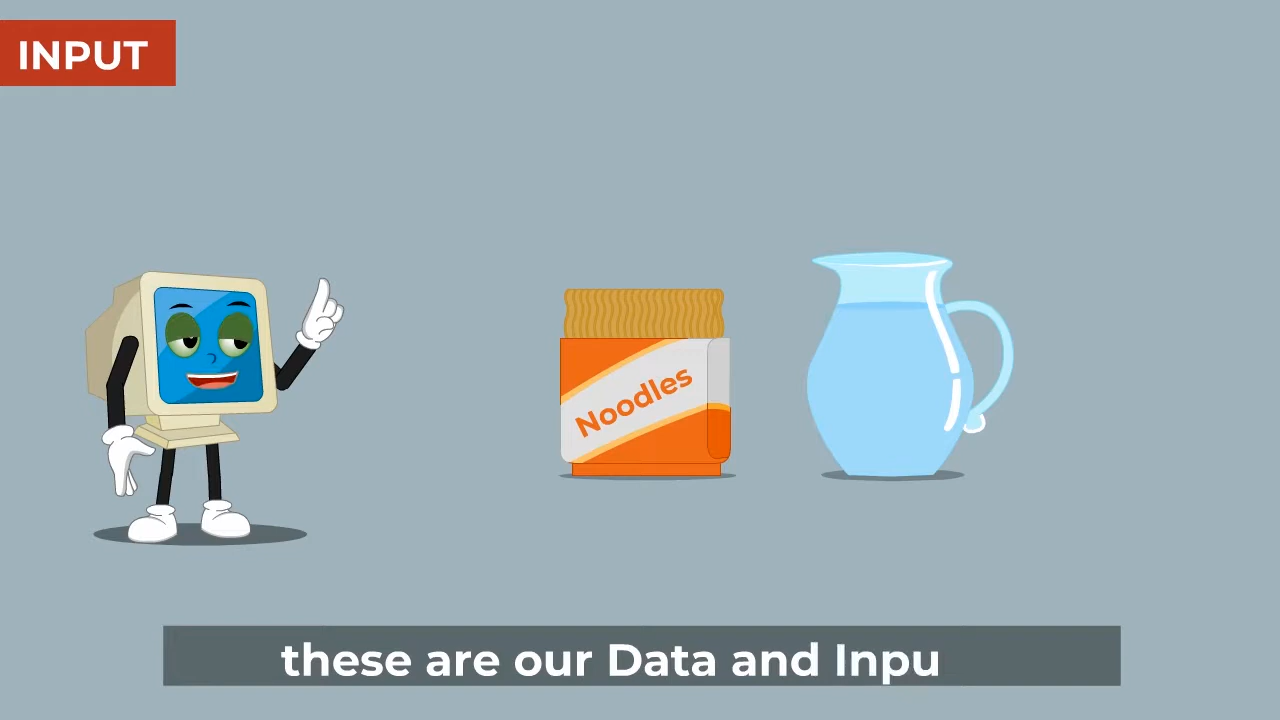 INPUT
Noodles
these are our Data and Inpu